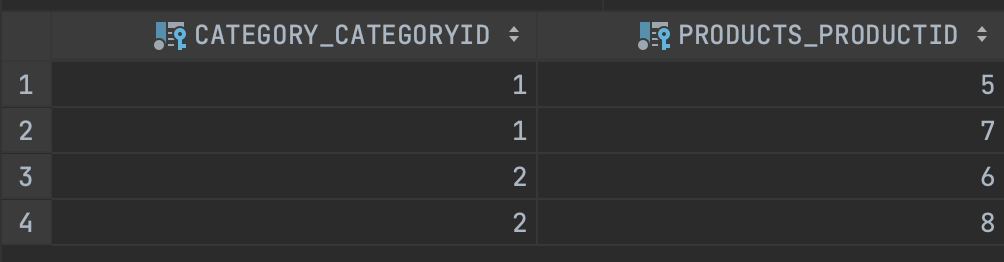 CATEGORY_CATEGORYID PRODUCTS_PRODUCTID
1 1 5
2 1 7
3 2 6
4 2 8